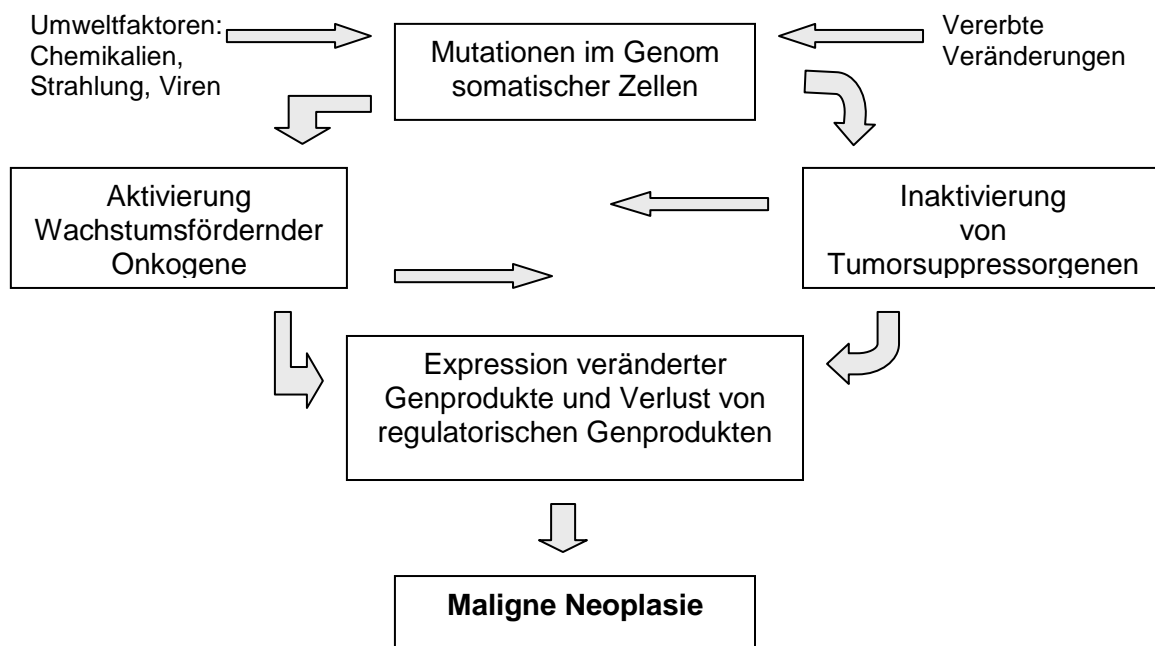 Umweltfaktoren:
Chemikalien,
Strahlung, Viren
Mutationen im Genom
somatischer Zellen
Vererbte
Veränderungen
Aktivierung
Wachstumsfördernder
Onkogene
Inaktivierung
von
Tumorsuppressorgenen
Expression veränderter
Genprodukte und Verlust von
regulatorischen Genprodukten
Maligne Neoplasie